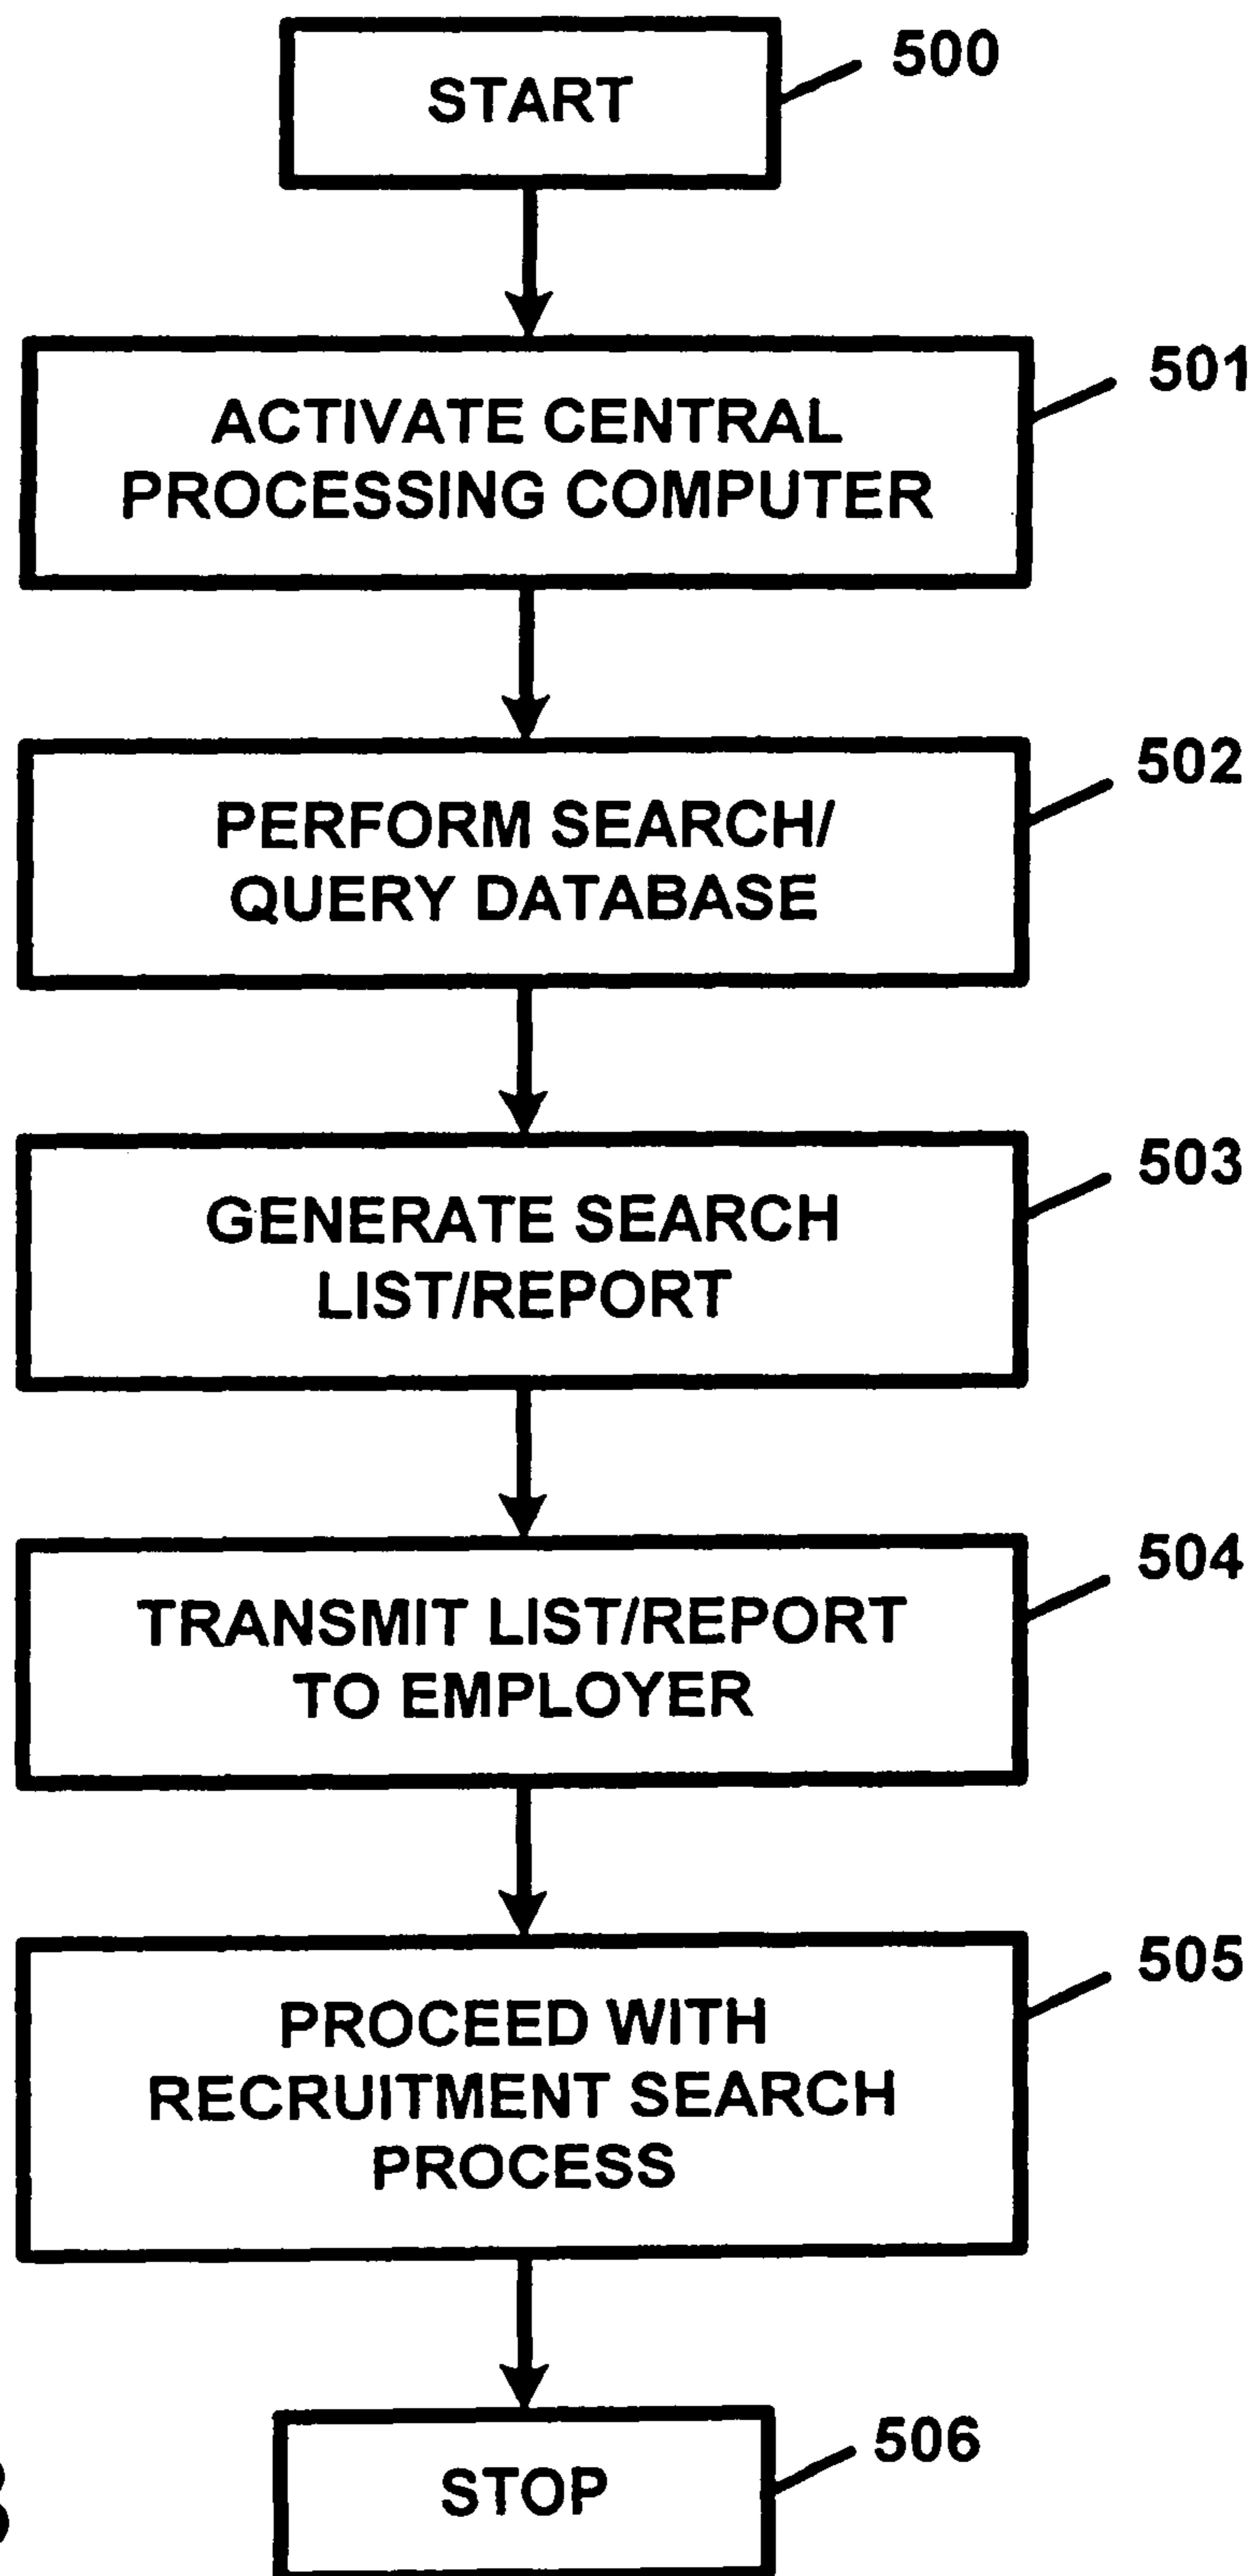 START
500
ACTIVATE CENTRAL
PROCESSING COMPUTER
501
PERFORM SEARCH/
QUERY DATABASE
502
GENERATE SEARCH
LIST/REPORT
503
TRANSMIT LIST/REPORT
TO EMPLOYER
504
PROCEED WITH
RECRUITMENT SEARCH
PROCESS
505
STOP
506